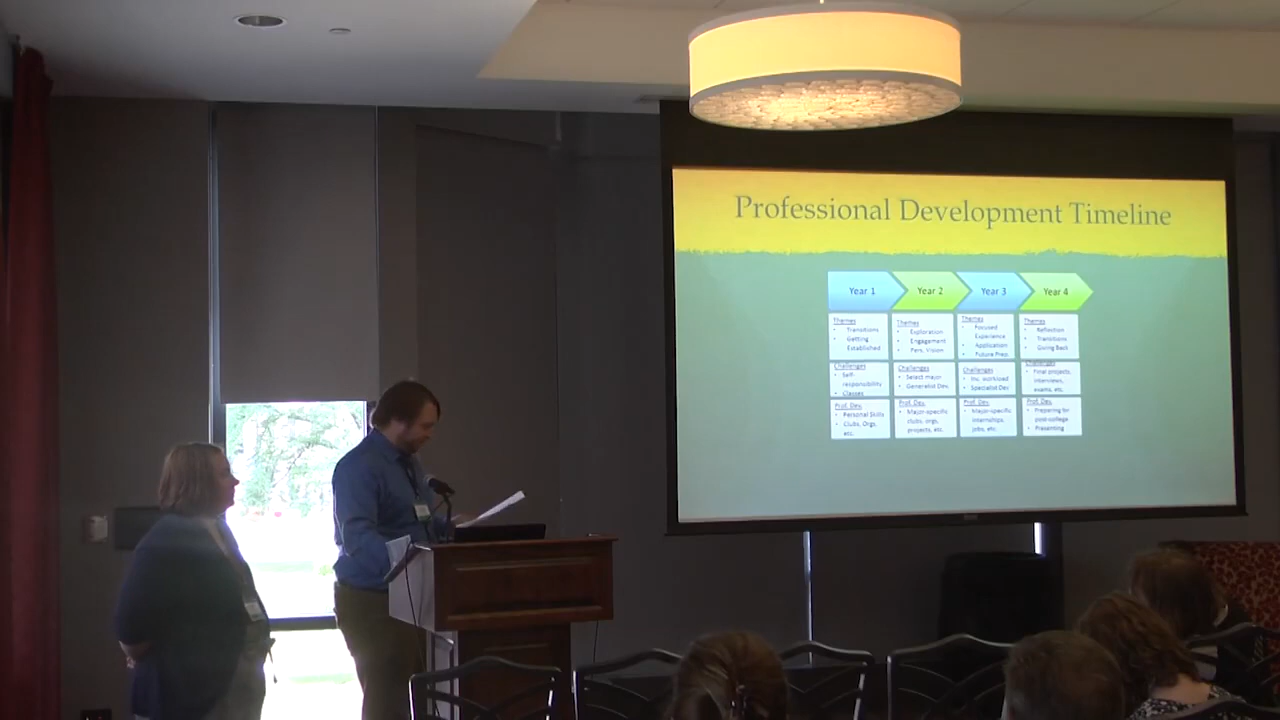 Professional Development Timeline
Year 1
Year 2
Year 3
Year 4
Themes
• Transitions
• Getting
Established
Themes
• Exploration
• Engagement
• Pers. Vision
Themes
• Focused
Experience
• Application
• Future Prep.
Themes
• Reflection
• Transitions
• Giving Back
Challenges
• Self-
responsibility
• Classes
Challenges
• Select major
• Generalist Dev.
Challenges
• Inc. workload
• Specialist Dev.
Challenges
• Final projects,
interviews,
exams, etc.
Prof. Dev.
• Personal Skills
• Clubs, Orgs,
etc.
Prof. Dev.
• Major-specific
clubs, orgs,
projects, etc.
Prof. Dev.
• Major-specific
internships,
jobs, etc.
Prof. Dev.
• Preparing for
post-college
• Presenting